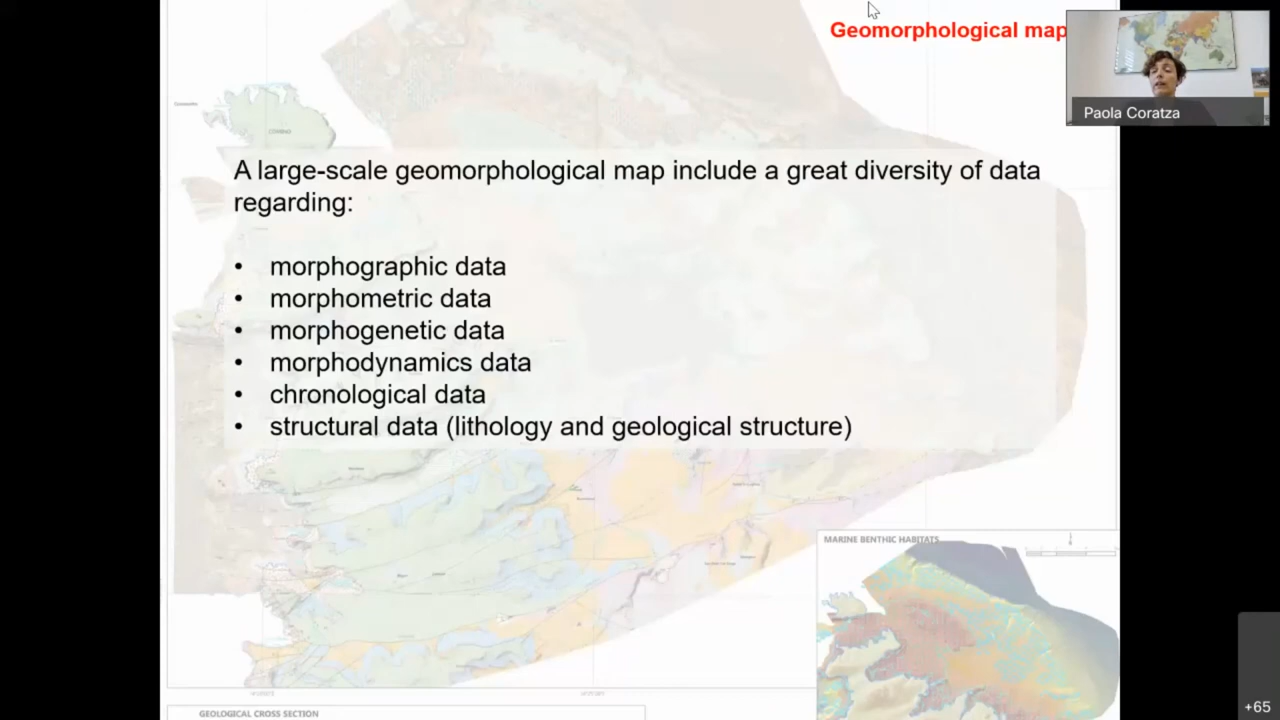 Geomorphological map
Paola Coratza
COMINO
A large-scale geomorphological map include a great diversity of data
regarding:
• morphographic data
• morphometric data
• morphogenetic data
• morphodynamics data
• chronological data
• structural data (lithology and geological structure)
MARINE BENTHIC HABITATS
GEOLOGICAL CROSS SECTION
+65